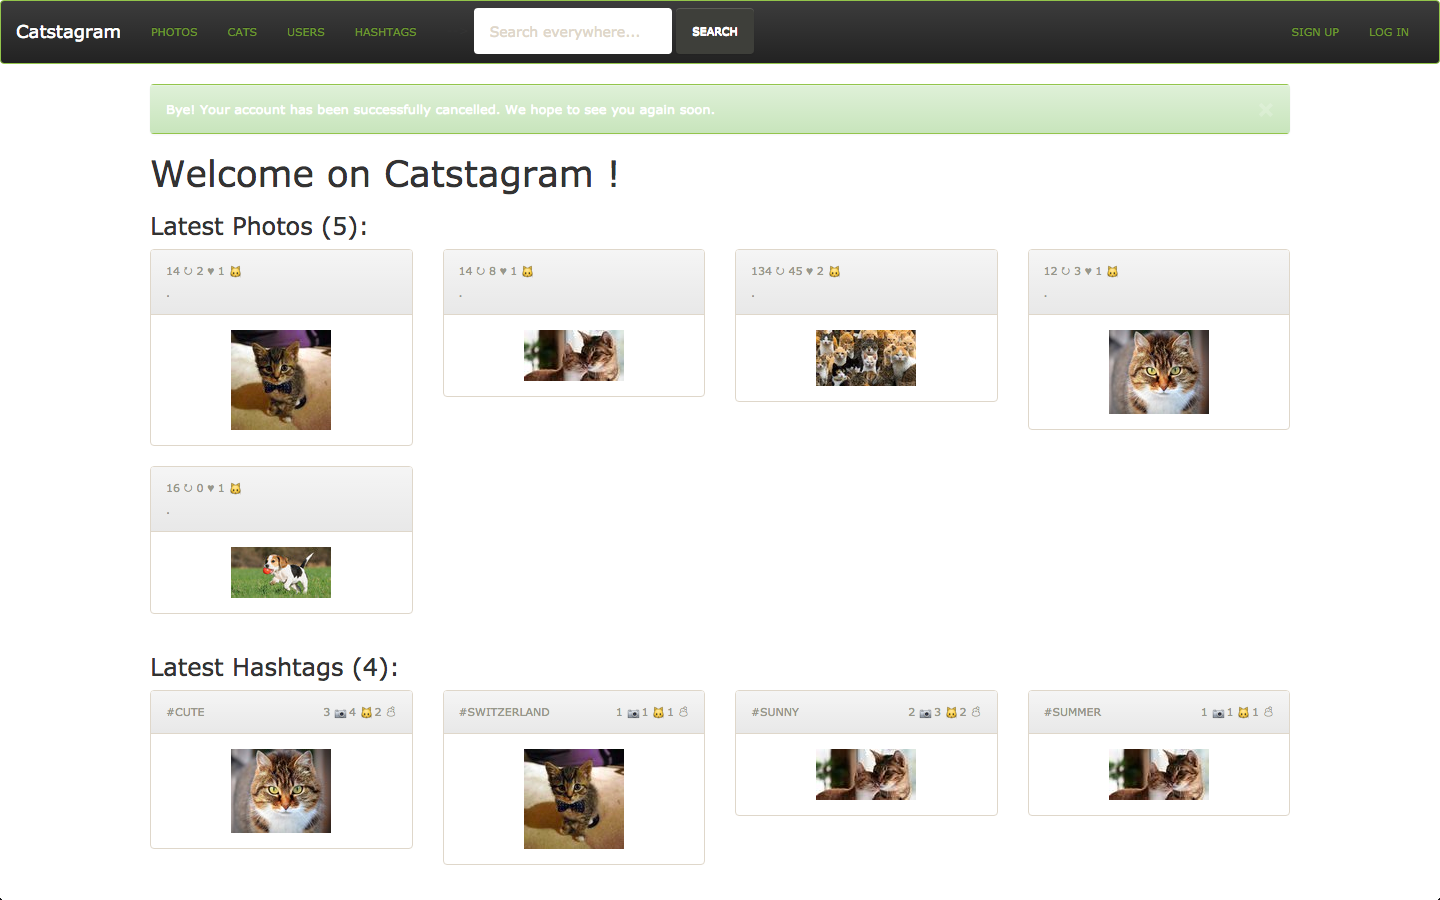 Catstagram PHOTOS CATS USERS HASHTAGS Search everywhere... SEARCH SIGN UP LOG IN
Bye! Your account has been successfully cancelled. We hope to see you again soon. ×
Welcome on Catstagram !
Latest Photos (5):
14 ↻ 2 ♥ 1 🐱 14 ↻ 8 ♥ 1 🐱 134 ↻ 45 ♥ 2 🐱 12 ↻ 3 ♥ 1 🐱
. . . .
16 ↻ 0 ♥ 1 🐱
.
Latest Hashtags (4):
#CUTE 3 📷 4 🐱 2 ☃ #SWITZERLAND 1 📷 1 🐱 1 ☃ #SUNNY 2 📷 3 🐱 2 ☃ #SUMMER 1 📷 1 🐱 1 ☃